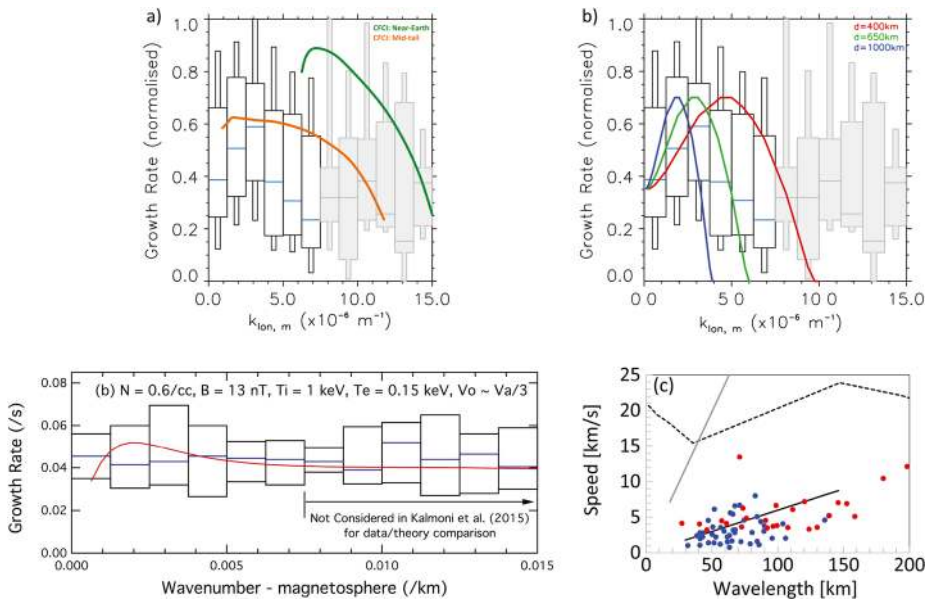 a)
CFCI: Near-Earth
CFCI: Mid-tail
1.0
0.8
0.6
0.4
0.2
0.0
Growth Rate (normalised)
0.0 5.0 10.0 15.0
k_lon, m (x10^-6 m^-1)
b)
d=400km
d=650km
d=1000km
1.0
0.8
0.6
0.4
0.2
0.0
Growth Rate (normalised)
0.0 5.0 10.0 15.0
k_lon, m (x10^-6 m^-1)
(b) N = 0.6/cc, B = 13 nT, Ti = 1 keV, Te = 0.15 keV, Vo ~ Va/3
0.08
0.06
0.04
0.02
0.00
Growth Rate (/s)
Not Considered in Kalmoni et al. (2015)
for data/theory comparison
0.000 0.005 0.010 0.015
Wavenumber - magnetosphere (/km)
(c)
25
20
15
10
5
0
Speed [km/s]
0 50 100 150 200
Wavelength [km]